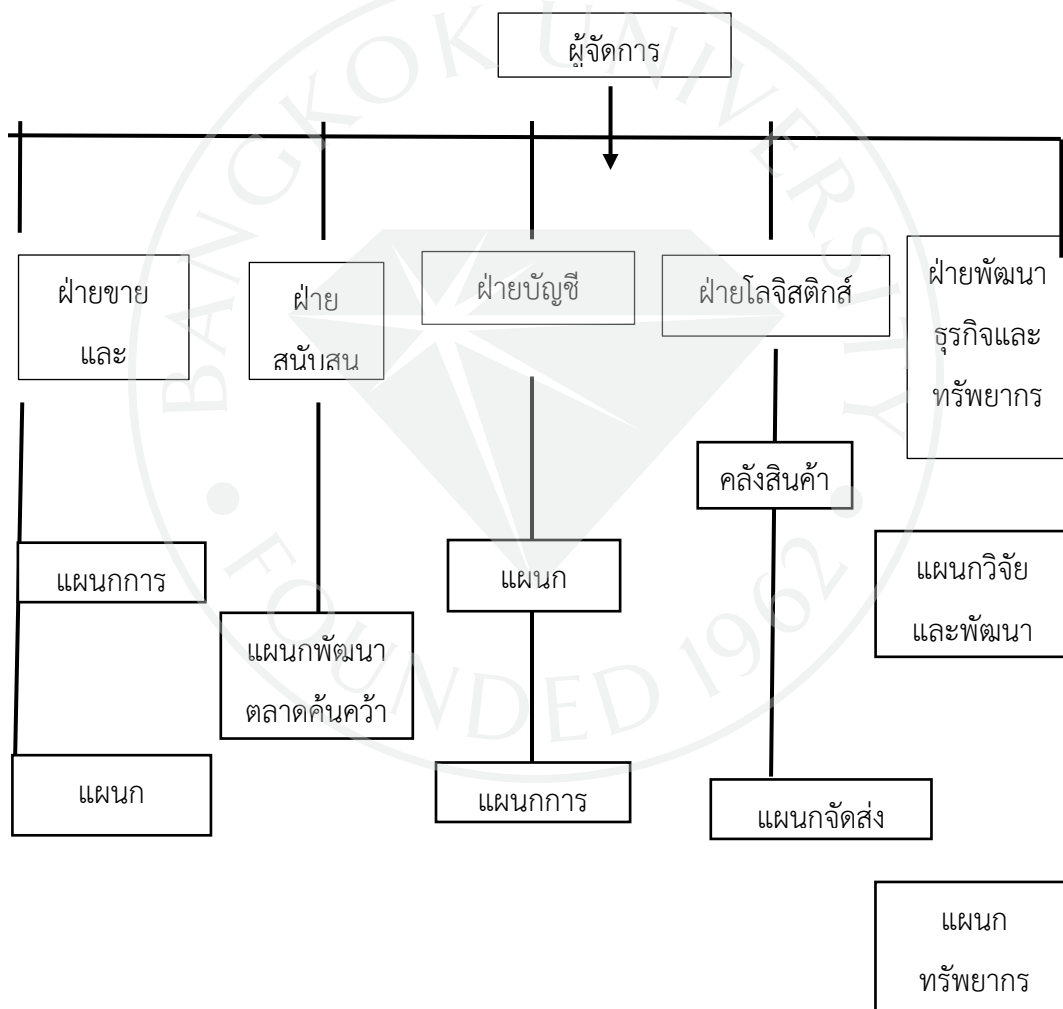 ผู้จัดการ
ฝ่ายขาย
และ
ฝ่าย
สนับสน
ฝ่ายบัญชี
ฝ่ายโลจิสติกส์
ฝ่ายพัฒนา
ธุรกิจและ
ทรัพยากร
คลังสินค้า
แผนกการ
แผนก
แผนกวิจัย
และพัฒนา
แผนกพัฒนา
ตลาดค้นคว้า
แผนก
แผนกการ
แผนกจัดส่ง
แผนก
ทรัพยากร
BANGKOK UNIVERSITY
FOUNDED 1962